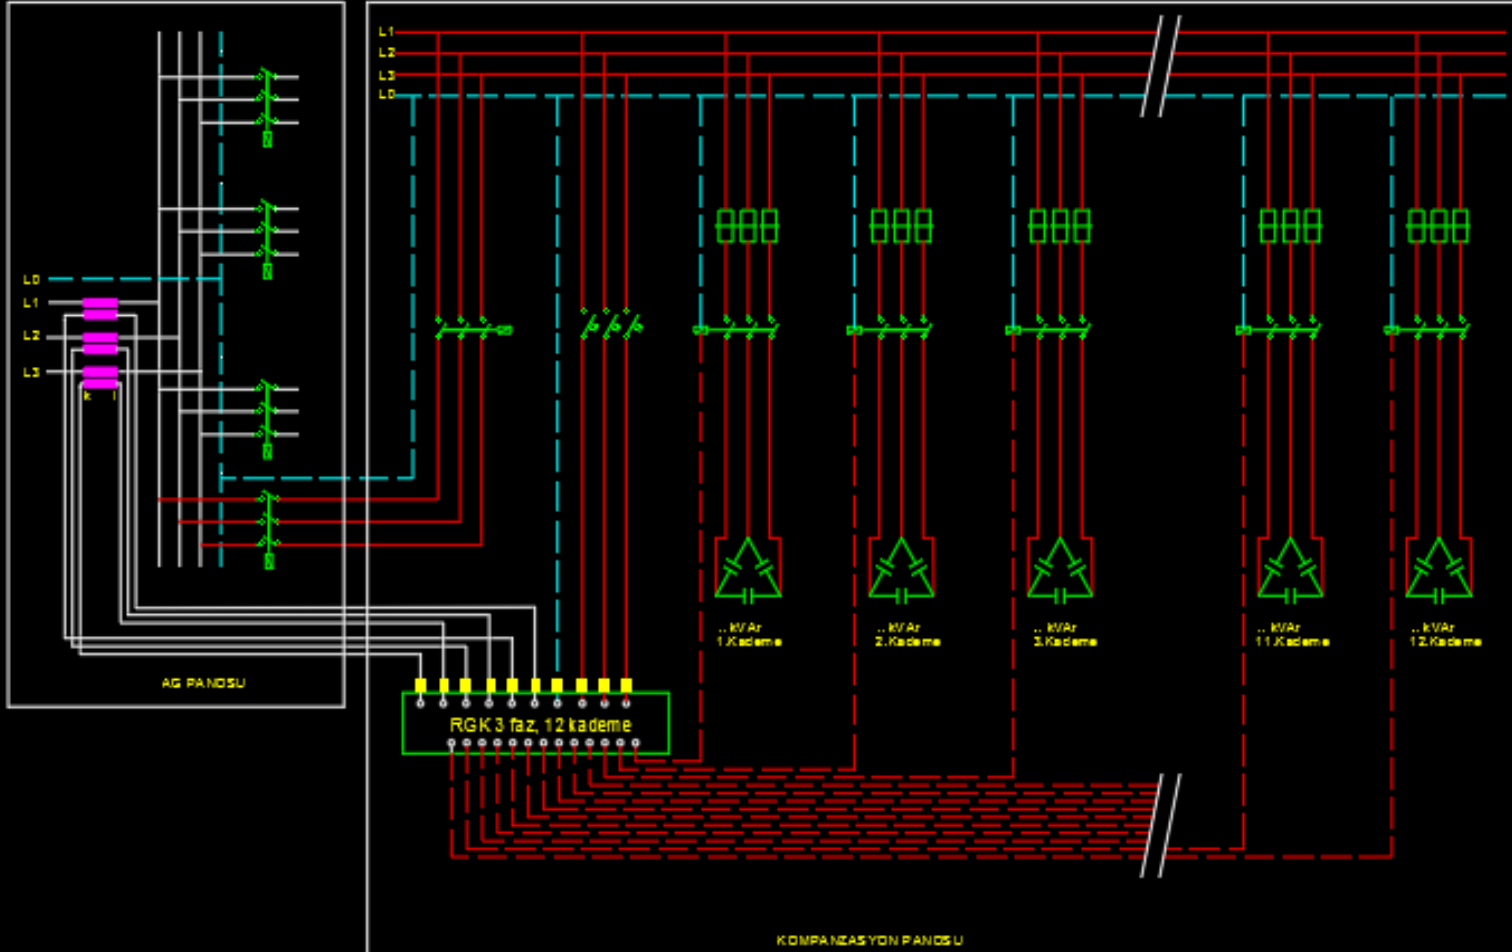 L1
L2
L3
L0
L0
L1
L2
L3
k l
.. kVAr
1.Kademe
.. kVAr
2.Kademe
.. kVAr
3.Kademe
.. kVAr
11.Kademe
.. kVAr
12.Kademe
AG PANOSU
RGK 3 faz, 12 kademe
KOMPANZASYON PANOSU